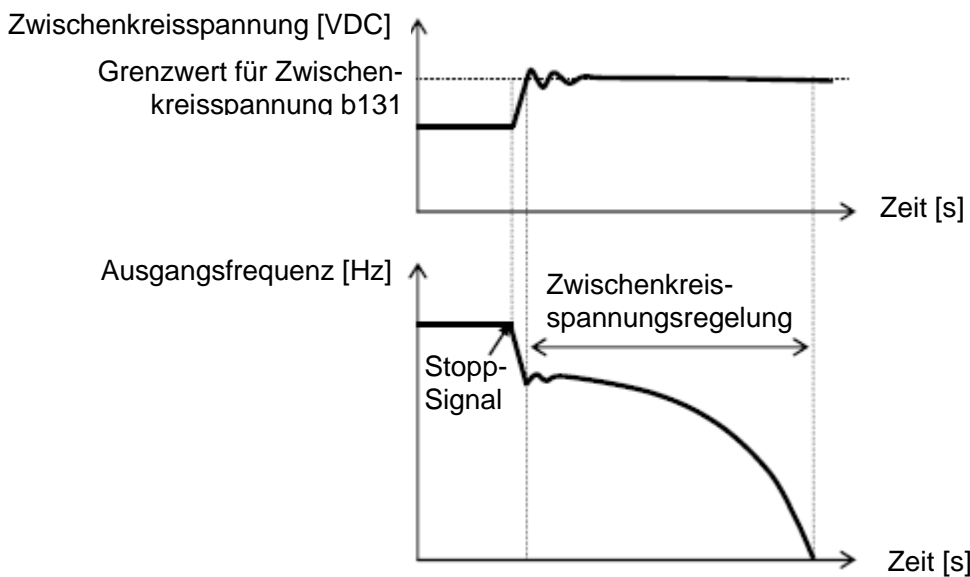 Zwischenkreisspannung [VDC]
Grenzwert für Zwischen-
kreisspannung b131
Zeit [s]
Ausgangsfrequenz [Hz]
Zwischenkreis-
spannungsregelung
Stopp-
Signal
Zeit [s]